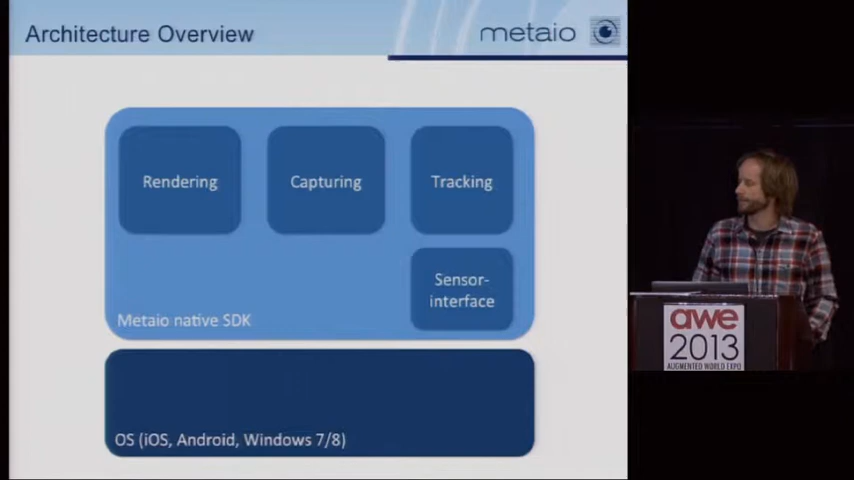 Architecture Overview
metaio
Rendering
Capturing
Tracking
Sensor-
interface
Metaio native SDK
OS (iOS, Android, Windows 7/8)
awe
2013
AUGMENTED WORLD EXPO